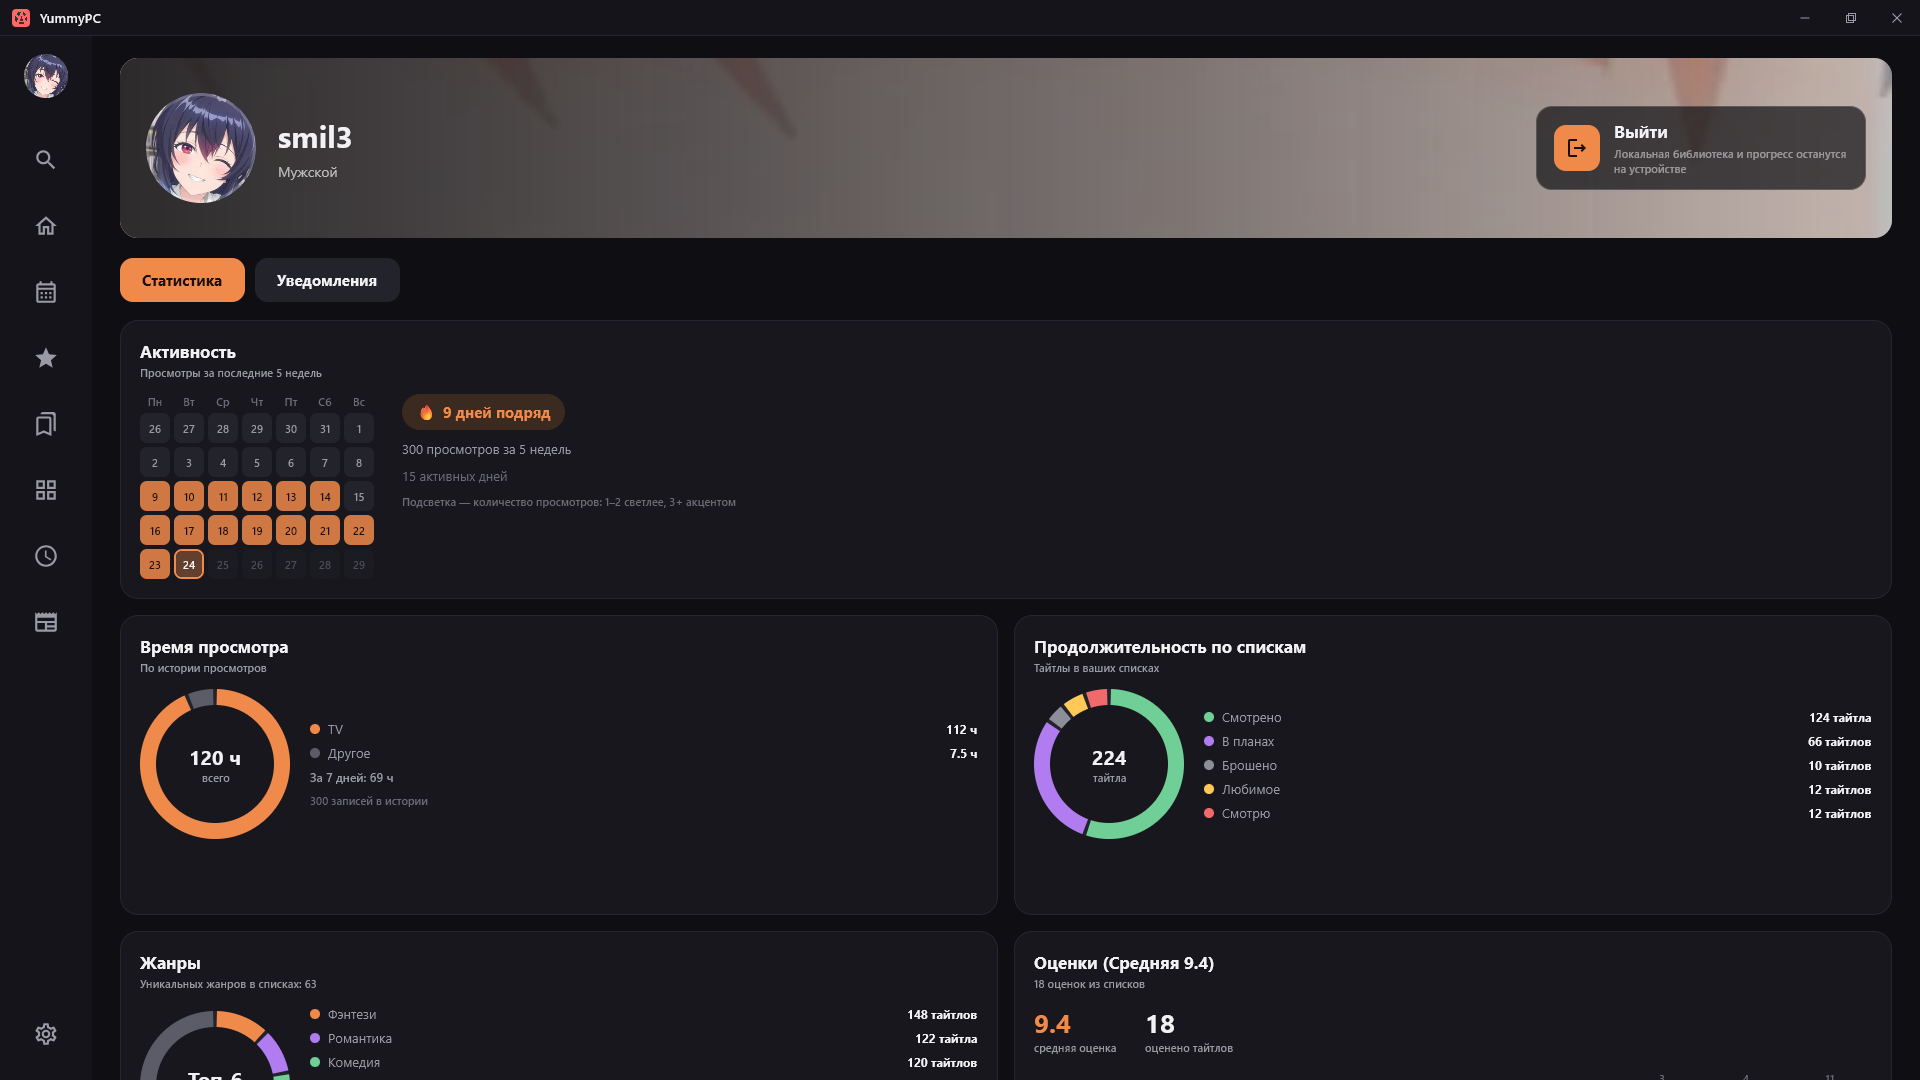 YummyPC
smil3
Мужской
Выйти
Локальная библиотека и прогресс останутся
на устройстве
Статистика
Уведомления
Активность
Просмотры за последние 5 недель
Пн Вт Ср Чт Пт Сб Вс
26 27 28 29 30 31 1
2 3 4 5 6 7 8
9 10 11 12 13 14 15
16 17 18 19 20 21 22
23 24 25 26 27 28 29
9 дней подряд
300 просмотров за 5 недель
15 активных дней
Подсветка — количество просмотров: 1–2 светлее, 3+ акцентом
Время просмотра
По истории просмотров
120 ч
всего
TV 112 ч
Другое 7.5 ч
За 7 дней: 69 ч
300 записей в истории
Продолжительность по спискам
Тайтлы в ваших списках
224
тайтла
Смотрено 124 тайтла
В планах 66 тайтлов
Брошено 10 тайтлов
Любимое 12 тайтлов
Смотрю 12 тайтлов
Жанры
Уникальных жанров в списках: 63
Топ-6
Фэнтези 148 тайтлов
Романтика 122 тайтла
Комедия 120 тайтлов
Оценки (Средняя 9.4)
18 оценок из списков
9.4
средняя оценка
18
оценено тайтлов
3 4 11